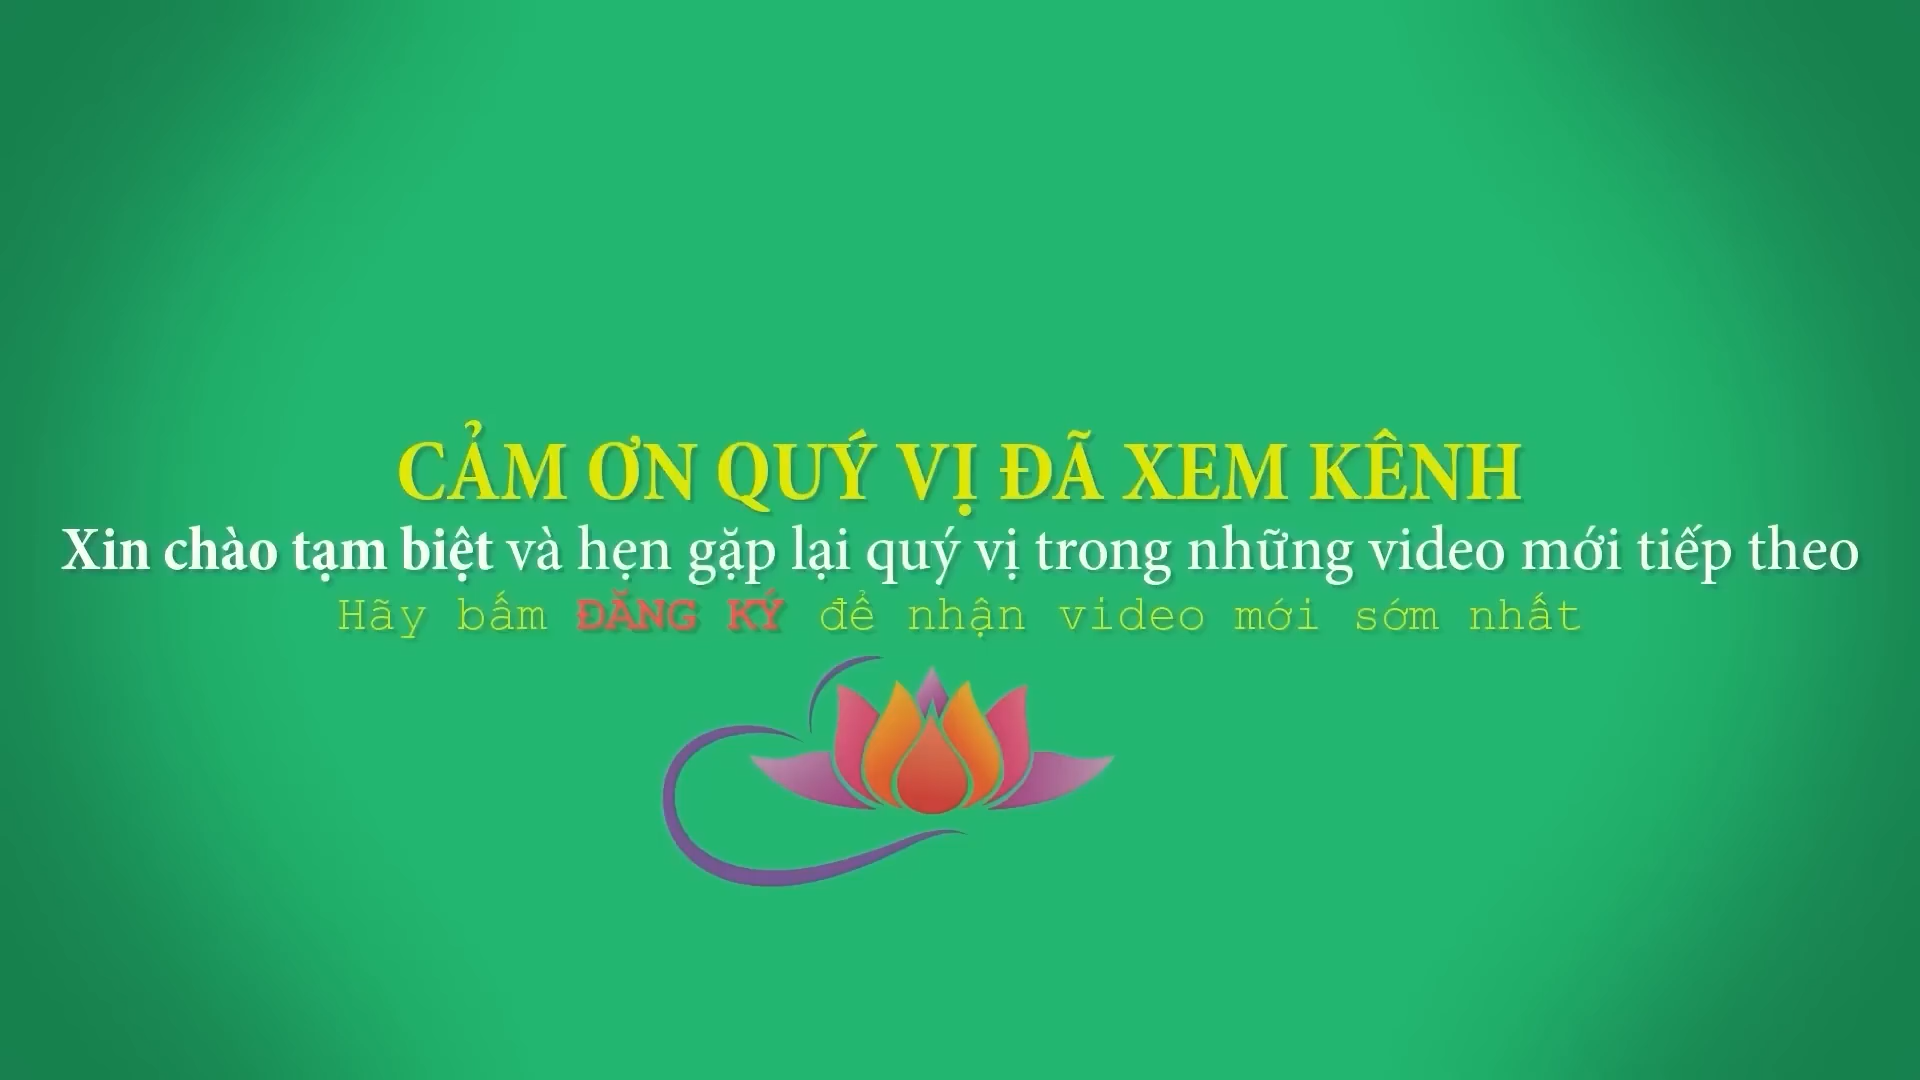 CẢM ƠN QUÝ VỊ ĐÃ XEM KÊNH
Xin chào tạm biệt và hẹn gặp lại quý vị trong những video mới tiếp theo
Hãy bấm ĐĂNG KÝ để nhận video mới sớm nhất